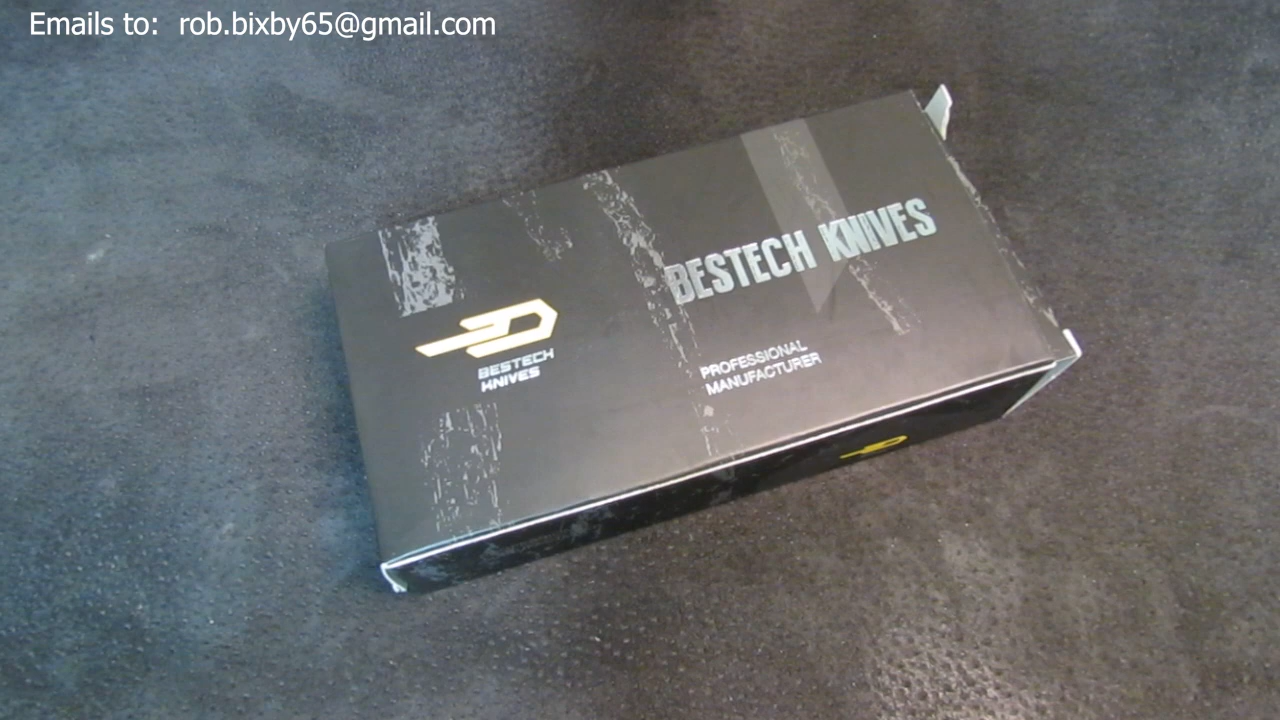 Emails to: rob.bixby65@gmail.com
BESTECH KNIVES
BESTECH
KNIVES
PROFESSIONAL
MANUFACTURER